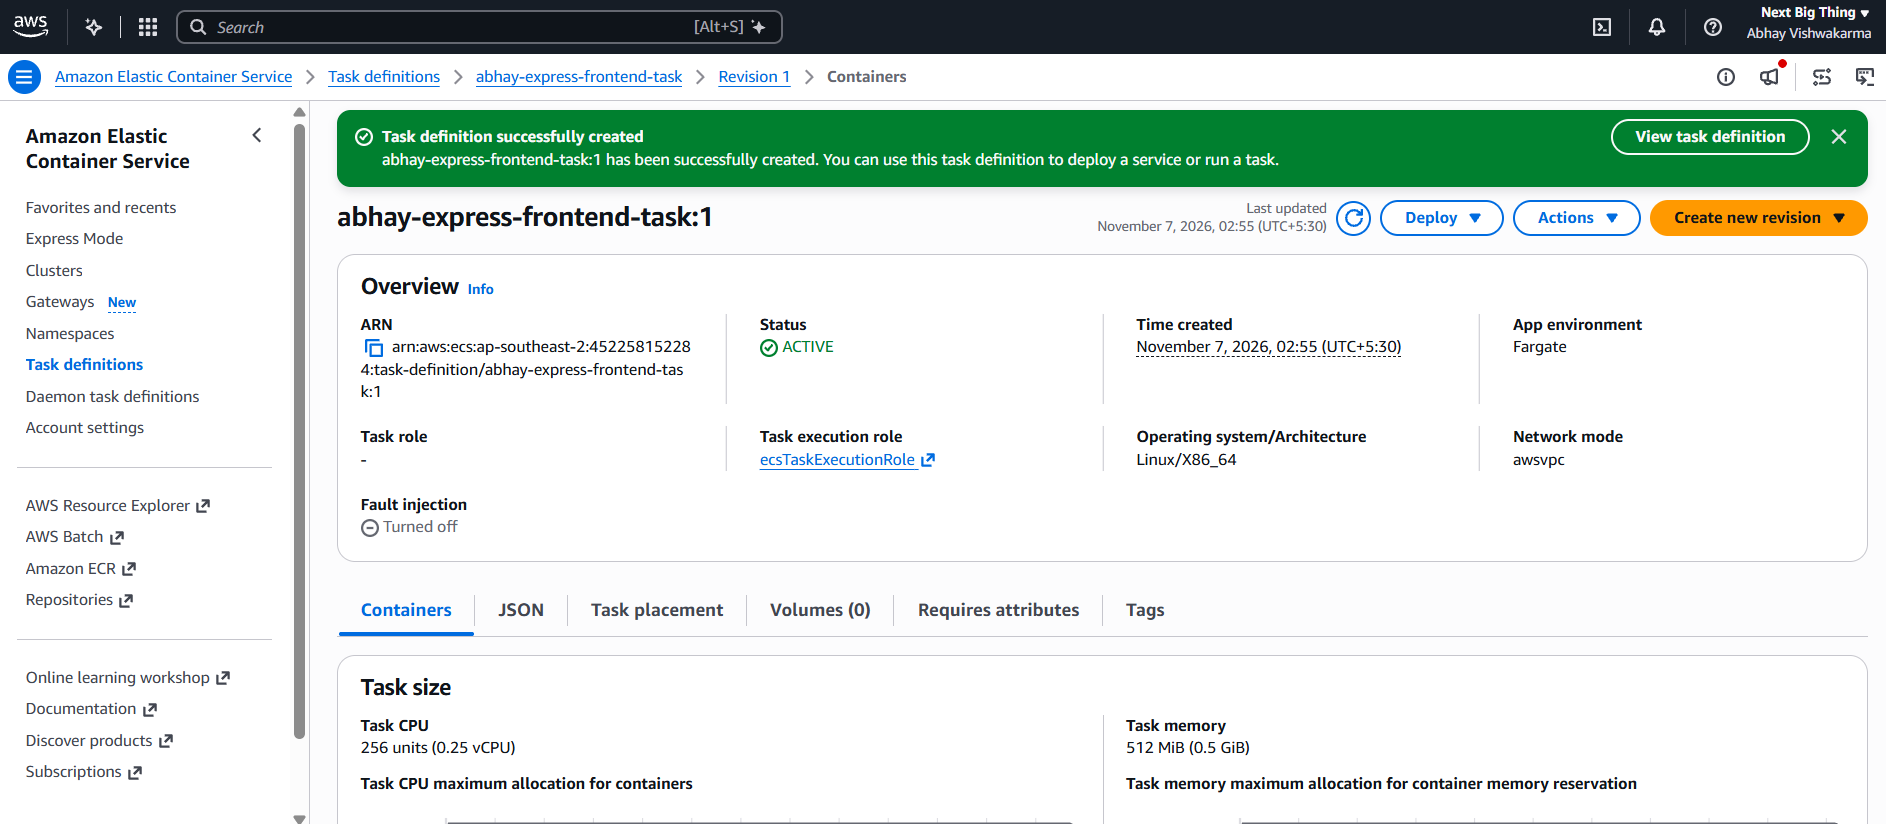 aws
Search
[Alt+S]
Next Big Thing
Abhay Vishwakarma
Amazon Elastic Container Service
Task definitions
abhay-express-frontend-task
Revision 1
Containers
Amazon Elastic
Container Service
Favorites and recents
Express Mode
Clusters
Gateways New
Namespaces
Task definitions
Daemon task definitions
Account settings
AWS Resource Explorer
AWS Batch
Amazon ECR
Repositories
Online learning workshop
Documentation
Discover products
Subscriptions
Task definition successfully created
abhay-express-frontend-task:1 has been successfully created. You can use this task definition to deploy a service or run a task.
View task definition
abhay-express-frontend-task:1
Last updated
November 7, 2026, 02:55 (UTC+5:30)
Deploy
Actions
Create new revision
Overview Info
ARN
arn:aws:ecs:ap-southeast-2:45225815228
4:task-definition/abhay-express-frontend-tas
k:1
Status
ACTIVE
Time created
November 7, 2026, 02:55 (UTC+5:30)
App environment
Fargate
Task role
-
Task execution role
ecsTaskExecutionRole
Operating system/Architecture
Linux/X86_64
Network mode
awsvpc
Fault injection
Turned off
Containers
JSON
Task placement
Volumes (0)
Requires attributes
Tags
Task size
Task CPU
256 units (0.25 vCPU)
Task memory
512 MiB (0.5 GiB)
Task CPU maximum allocation for containers
Task memory maximum allocation for container memory reservation